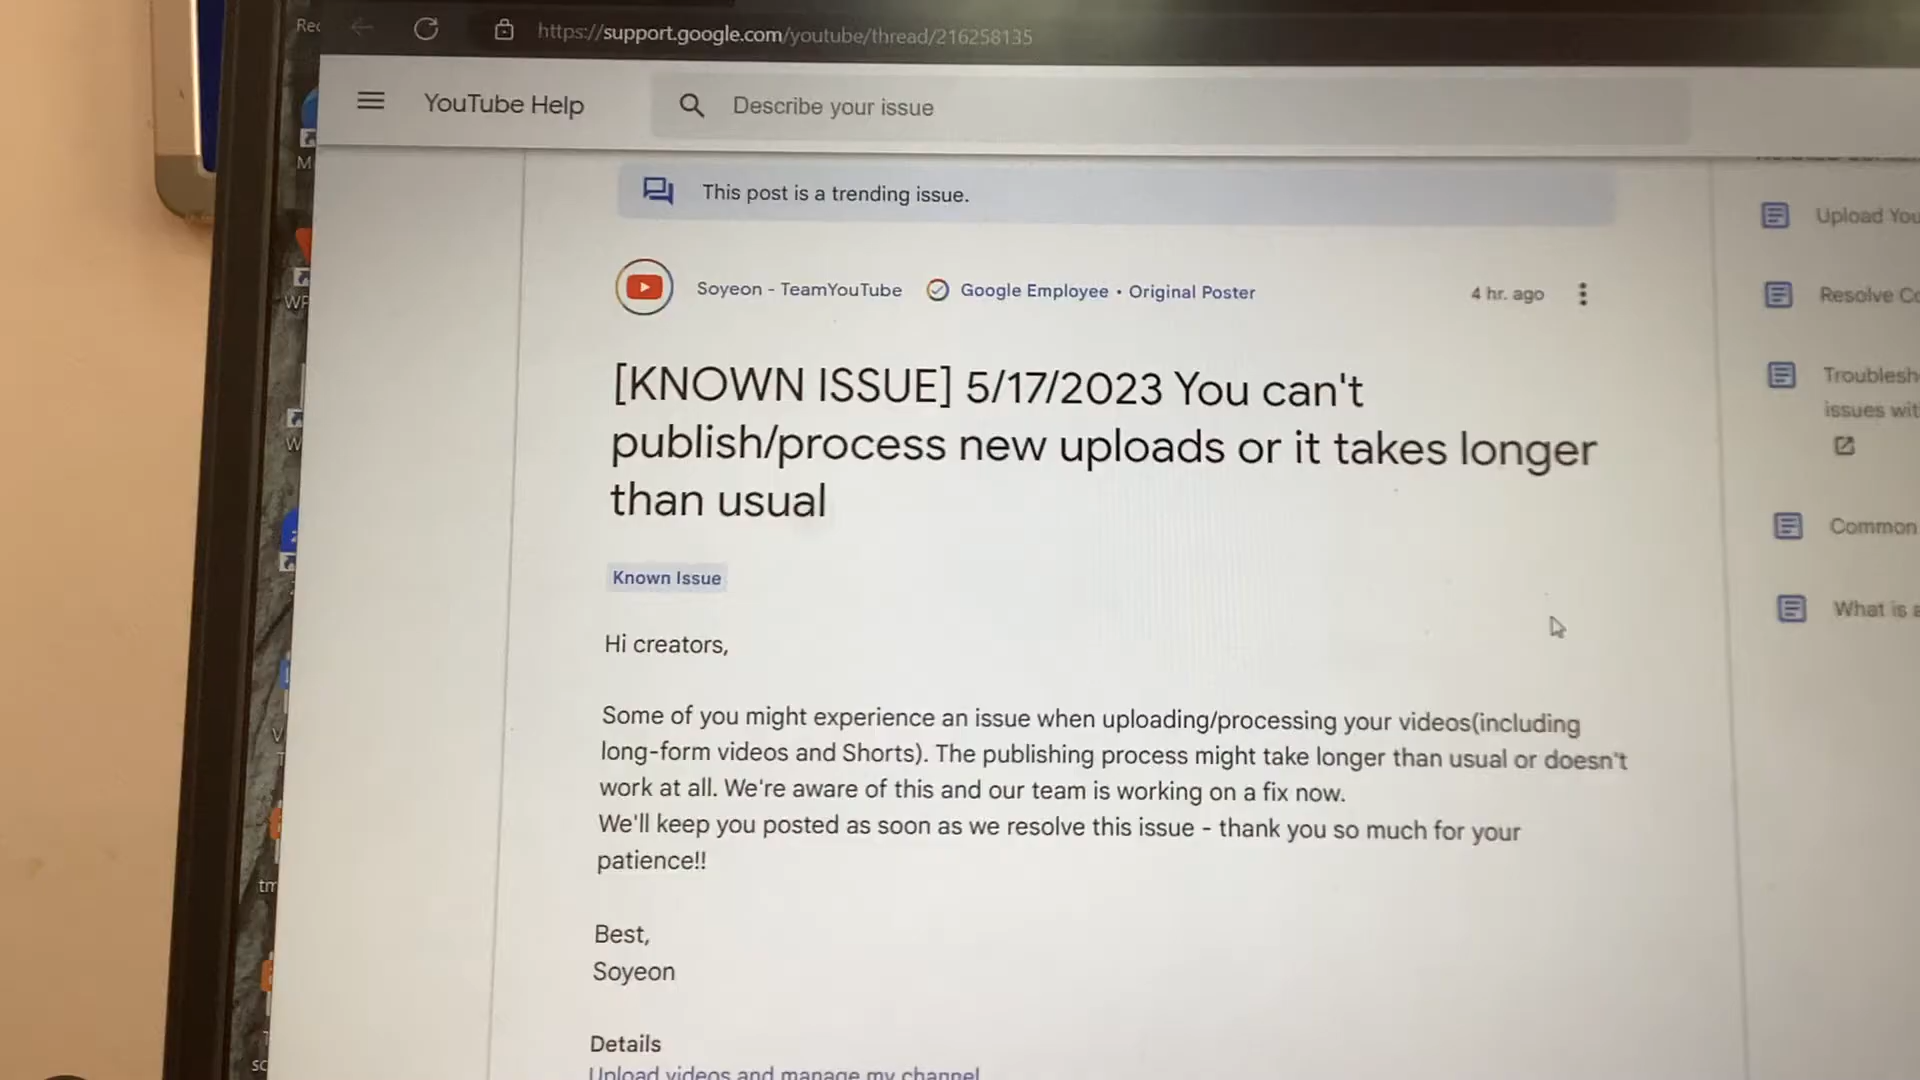 https://support.google.com/youtube/thread/216258135
YouTube Help
Describe your issue
This post is a trending issue.
Soyeon - TeamYouTube
Google Employee • Original Poster
4 hr. ago
[KNOWN ISSUE] 5/17/2023 You can't
publish/process new uploads or it takes longer
than usual
Known Issue
Hi creators,
Some of you might experience an issue when uploading/processing your videos(including
long-form videos and Shorts). The publishing process might take longer than usual or doesn't
work at all. We're aware of this and our team is working on a fix now.
We'll keep you posted as soon as we resolve this issue - thank you so much for your
patience!!
Best,
Soyeon
Details
Upload videos and manage my channel
Upload You
Resolve Co
Troublesh
issues wit
Common
What is a